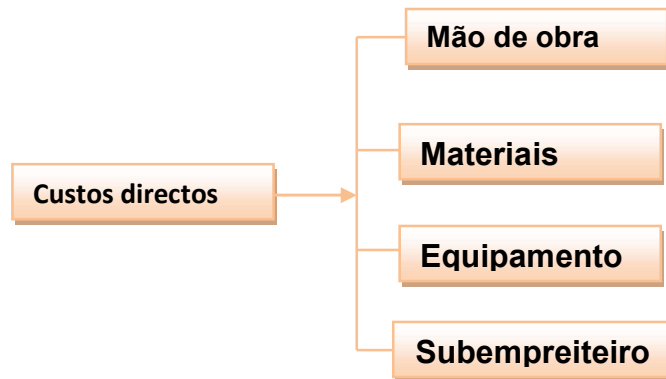 Mão de obra
Materiais
Custos directos
Equipamento
Subempreiteiro